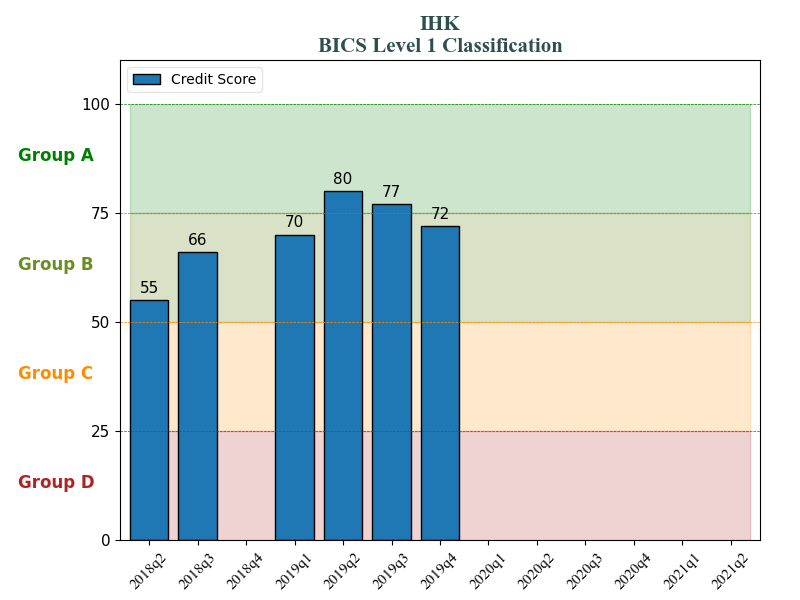 IHK
BICS Level 1 Classification
Credit Score
100
Group A
80
77
75
72
70
66
Group B
55
50
Group C
25
Group D
0
2018q2 2018q3 2018q4 2019q1 2019q2 2019q3 2019q4 2020q1 2020q2 2020q3 2020q4 2021q1 2021q2